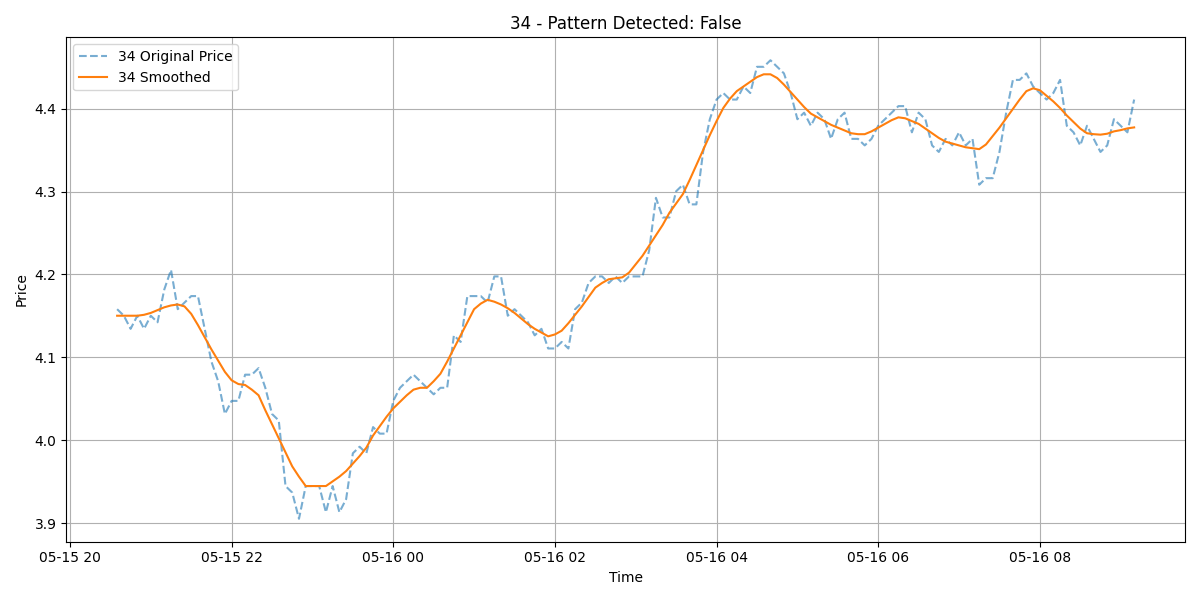 34 - Pattern Detected: False
34 Original Price
34 Smoothed
Price
4.4
4.3
4.2
4.1
4.0
3.9
05-15 20 05-15 22 05-16 00 05-16 02 05-16 04 05-16 06 05-16 08
Time